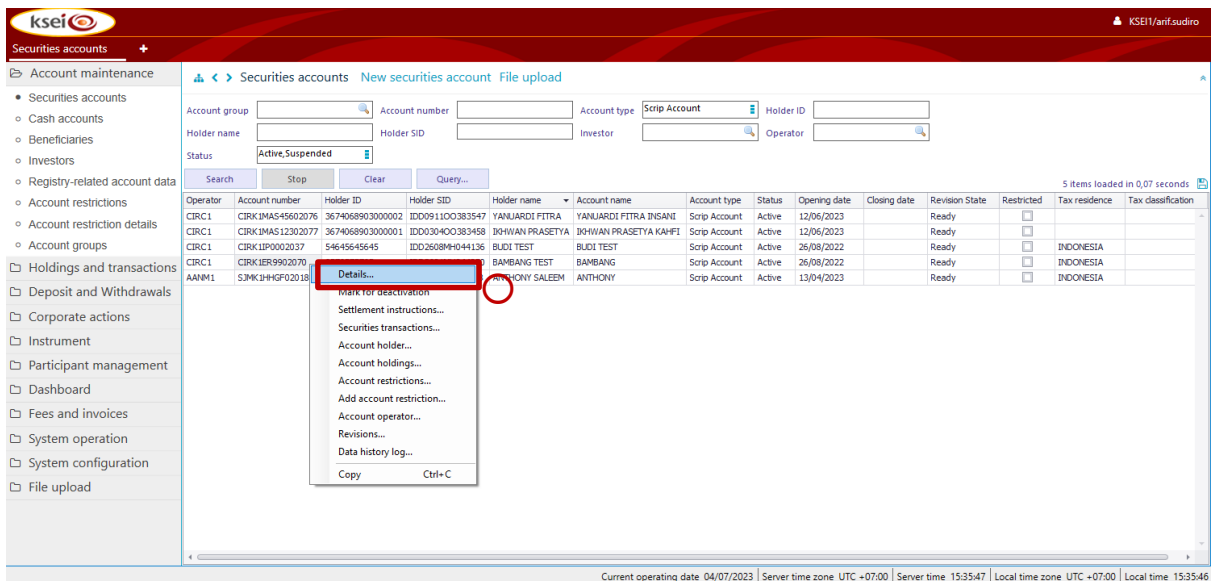 ksei
KSEI1/arif.sudiro
Securities accounts +
Account maintenance
Securities accounts
Cash accounts
Beneficiaries
Investors
Registry-related account data
Account restrictions
Account restriction details
Account groups
Holdings and transactions
Deposit and Withdrawals
Corporate actions
Instrument
Participant management
Dashboard
Fees and invoices
System operation
System configuration
File upload
Securities accounts New securities account File upload
Account group Account number Account type Scrip Account Holder ID
Holder name Holder SID Investor Operator
Status Active,Suspended
Search Stop Clear Query...
5 items loaded in 0,07 seconds
Operator Account number Holder ID Holder SID Holder name Account name Account type Status Opening date Closing date Revision State Restricted Tax residence Tax classification
CIRC1 CIRK1MAS45602076 3674068903000002 IDD0911OO383547 YANUARDI FITRA YANUARDI FITRA INSANI Scrip Account Active 12/06/2023 Ready
CIRC1 CIRK1MAS12302077 3674068903000001 IDD0304OO383458 IKHWAN PRASETYA IKHWAN PRASETYA KAHFI Scrip Account Active 12/06/2023 Ready
CIRC1 CIRK1IP0002037 54645645645 IDD2608MH044136 BUDI TEST BUDI TEST Scrip Account Active 26/08/2022 Ready INDONESIA
CIRC1 CIRK1ER9902070 BAMBANG TEST BAMBANG Scrip Account Active 26/08/2022 Ready INDONESIA
AANM1 SJMK1HHGF02018 ANTHONY SALEEM ANTHONY Scrip Account Active 13/04/2023 Ready INDONESIA
Details...
Mark for deactivation
Settlement instructions...
Securities transactions...
Account holder...
Account holdings...
Account restrictions...
Add account restriction...
Account operator...
Revisions...
Data history log...
Copy Ctrl+C
Current operating date 04/07/2023 Server time zone UTC +07:00 Server time 15:35:47 Local time zone UTC +07:00 Local time 15:35:46